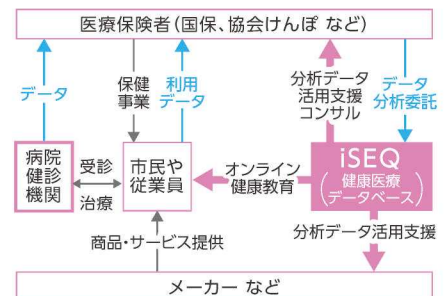 医療保険者（国保、協会けんぽ など）
データ
保健
事業
利用
データ
分析データ
活用支援
コンサル
データ
分析委託
病院
健診
機関
受診
治療
市民や
従業員
オンライン
健康教育
iSEQ
（健康医療
データベース）
商品・サービス提供
分析データ活用支援
メーカー など